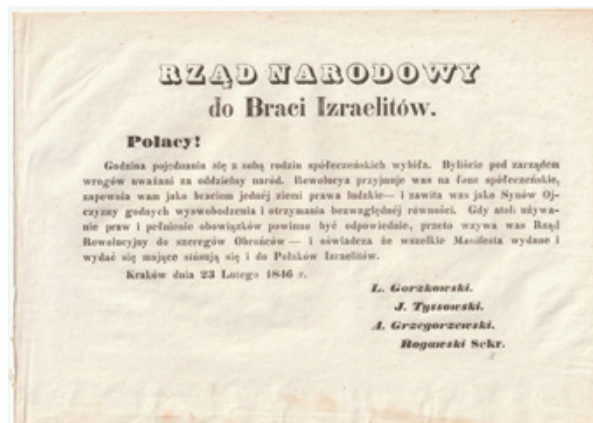 RZĄD NARODOWY
do Braci Izraelitów.
Polacy!
Godzina pojednania się z sobą rodzin spółeczeńskich wybiła. Byliście pod zarządem
wrogów uważani za oddzielny naród. Rewolucya przyjmuje was na łono spółeczeńskie,
zapewnia wam jako braciom jednéj ziemi prawa ludzkie — i zawita was jako Synów Oj-
czyzny godnych wyswobodzenia i otrzymania bezwzględnéj równości. Gdy atoli używa-
nie praw i pełnienie obowiązków powinno być odpowiednie, przeto wzywa was Rząd
Rewolucyjny do szeregów Obrońców — i oświadcza że wszelkie Manifesta wydane i
wydać się mające stósują się i do Polaków Izraelitów.
Kraków dnia 23 Lutego 1846 r.
L. Gorzkowski.
J. Tyssowski.
A. Grzegorzewski.
Rogawski Sekr.